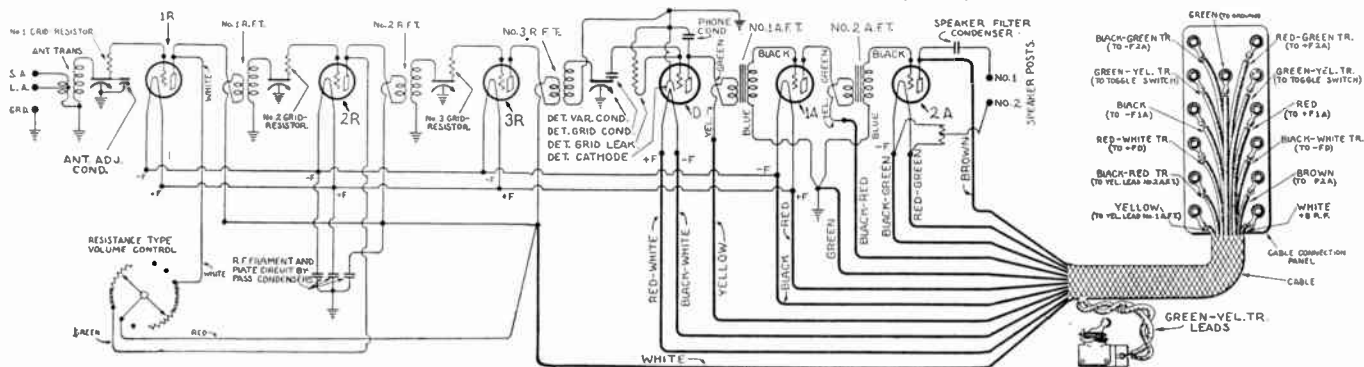 No 1 GRID-RESISTOR
ANT TRANS.
S.A.
L.A.
GRD.
ANT. ADJ.
COND.
1R
WHITE
No.1 R.F.T.
No.2 GRID-
RESISTOR
2R
No.2 R.F.T.
No.3 GRID-
RESISTOR
3R
No.3 R F T.
DET. VAR. COND.
DET. GRID COND.
DET. GRID LEAK
DET. CATHODE
PHONE
COND
D
+F
-F
YEL.
GREEN
NO.1 A.F.T.
BLACK
BLUE
1A
GREEN
YEL.
NO.2 A.F.T.
BLACK
BLUE
2A
SPEAKER FILTER
CONDENSER
NO.1
NO.2
SPEAKER POSTS.
-F
+F
-F
+F
-F
+F
-F
+F
-F
RESISTANCE TYPE
VOLUME CONTROL
WHITE
GREEN
RED
R F FILAMENT AND
PLATE CIRCUIT BY-
PASS CONDENSERS
RED-WHITE
BLACK-WHITE
YELLOW
BLACK
RED
GREEN
BLACK-RED
BLACK-GREEN
RED-GREEN
BROWN
WHITE
GREEN (TO GROUND)
BLACK-GREEN TR.
(TO -F2A)
GREEN-YEL. TR.
(TO TOGGLE SWITCH)
BLACK
(TO -F1A)
RED-WHITE TR.
(TO +FD)
BLACK-RED TR
(TO YEL. LEAD NO.2 A.F.T.)
YELLOW
(TO YEL. LEAD NO.1 A.F.T.)
RED-GREEN TR.
(TO +F2A)
GREEN-YEL. TR.
(TO TOGGLE SWITCH)
RED
(TO +F1A)
BLACK-WHITE TR.
(TO -FD)
BROWN
(TO P2A)
WHITE
+B R.F.
CABLE CONNECTION
PANEL
CABLE
GREEN-YEL. TR.
LEADS